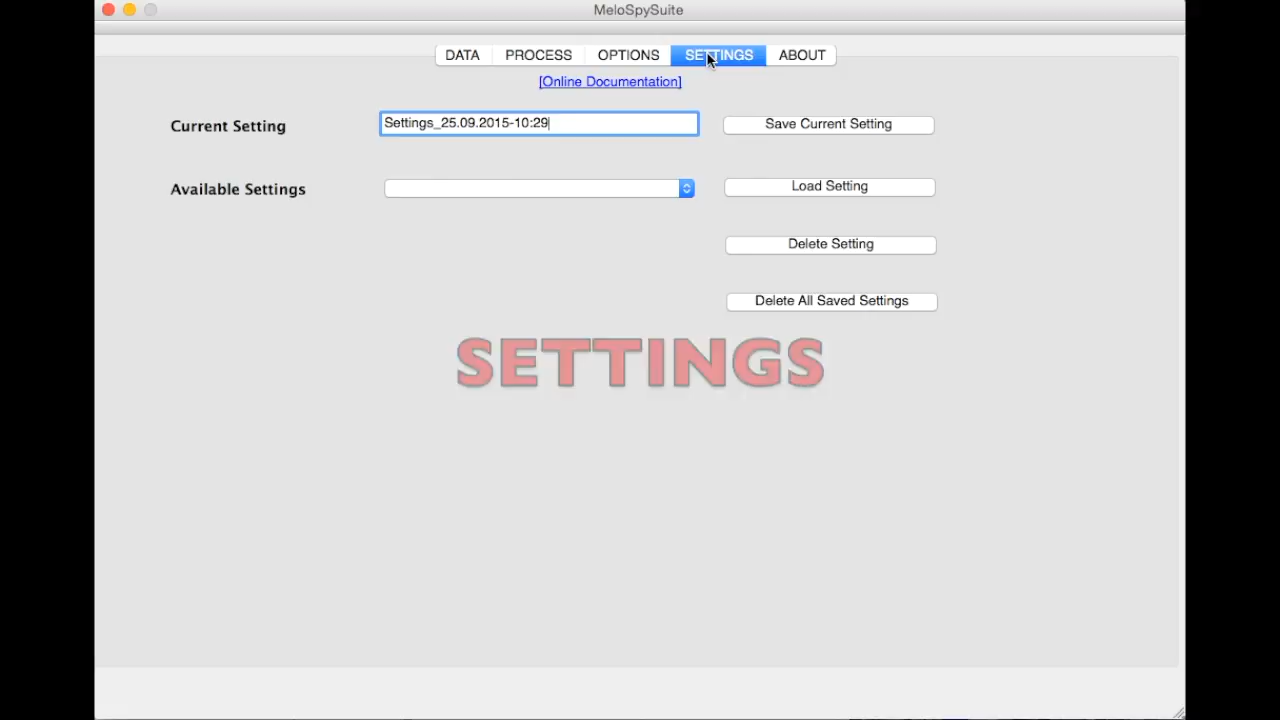 MeloSpySuite
DATA PROCESS OPTIONS SETTINGS ABOUT
[Online Documentation]
Current Setting Settings_25.09.2015-10:29 Save Current Setting
Available Settings Load Setting
Delete Setting
Delete All Saved Settings
SETTINGS